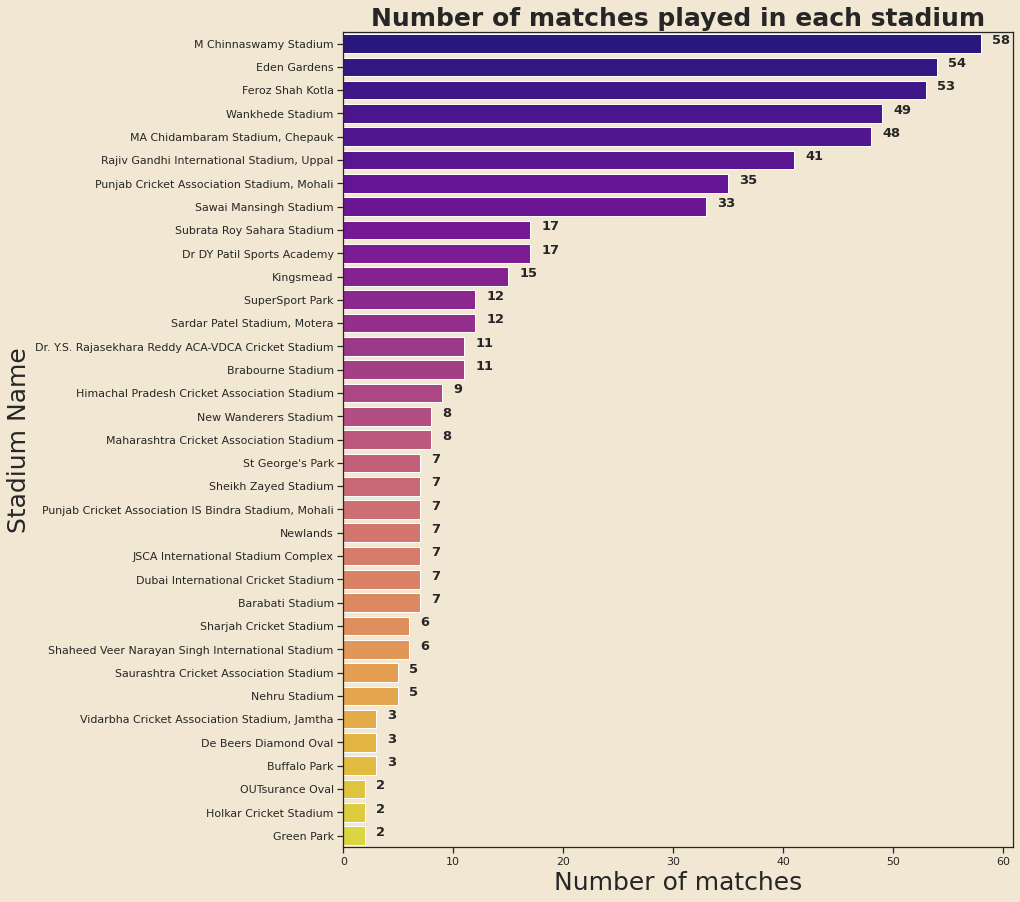 Number of matches played in each stadium
Stadium Name
M Chinnaswamy Stadium 58
Eden Gardens 54
Feroz Shah Kotla 53
Wankhede Stadium 49
MA Chidambaram Stadium, Chepauk 48
Rajiv Gandhi International Stadium, Uppal 41
Punjab Cricket Association Stadium, Mohali 35
Sawai Mansingh Stadium 33
Subrata Roy Sahara Stadium 17
Dr DY Patil Sports Academy 17
Kingsmead 15
SuperSport Park 12
Sardar Patel Stadium, Motera 12
Dr. Y.S. Rajasekhara Reddy ACA-VDCA Cricket Stadium 11
Brabourne Stadium 11
Himachal Pradesh Cricket Association Stadium 9
New Wanderers Stadium 8
Maharashtra Cricket Association Stadium 8
St George's Park 7
Sheikh Zayed Stadium 7
Punjab Cricket Association IS Bindra Stadium, Mohali 7
Newlands 7
JSCA International Stadium Complex 7
Dubai International Cricket Stadium 7
Barabati Stadium 7
Sharjah Cricket Stadium 6
Shaheed Veer Narayan Singh International Stadium 6
Saurashtra Cricket Association Stadium 5
Nehru Stadium 5
Vidarbha Cricket Association Stadium, Jamtha 3
De Beers Diamond Oval 3
Buffalo Park 3
OUTsurance Oval 2
Holkar Cricket Stadium 2
Green Park 2
0 10 20 30 40 50 60
Number of matches